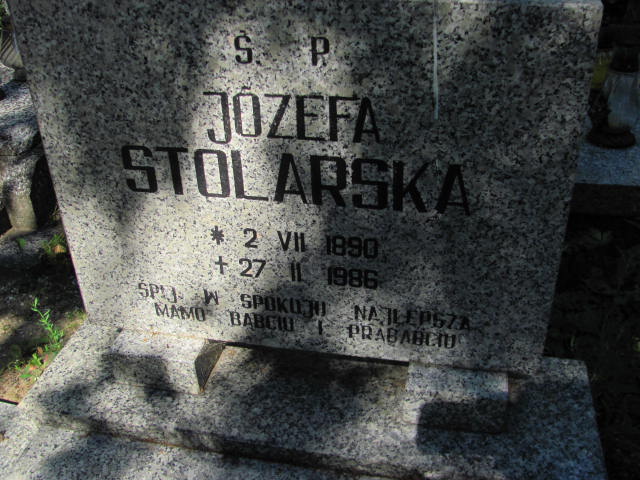 Ś. P.
JÓZEFA
STOLARSKA
* 2 VII 1890
+ 27 II 1986
ŚPIJ W SPOKOJU NAJLEPSZA
MAMO BABCIU I PRABABCIU